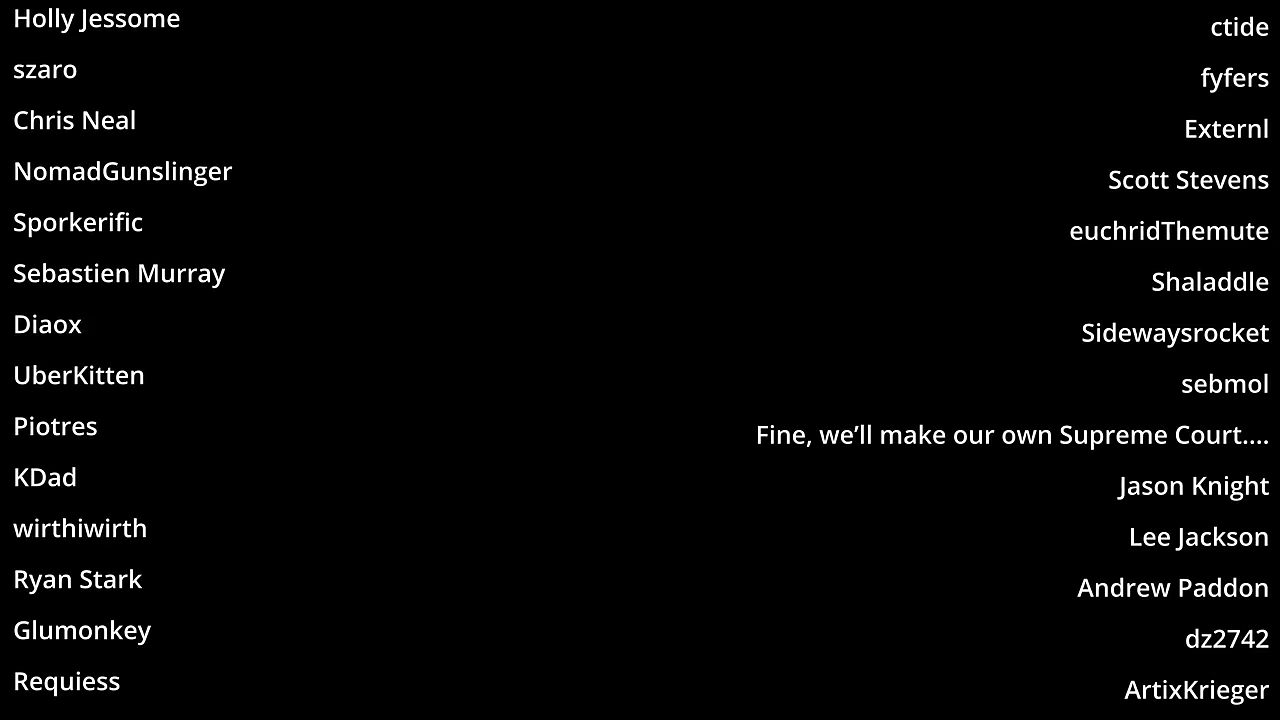 Holly Jessome
szaro
Chris Neal
NomadGunslinger
Sporkerific
Sebastien Murray
Diaox
UberKitten
Piotres
KDad
wirthiwirth
Ryan Stark
Glumonkey
Requiess
ctide
fyfers
Externl
Scott Stevens
euchridThemute
Shaladdle
Sidewaysrocket
sebmol
Fine, we’ll make our own Supreme Court....
Jason Knight
Lee Jackson
Andrew Paddon
dz2742
ArtixKrieger